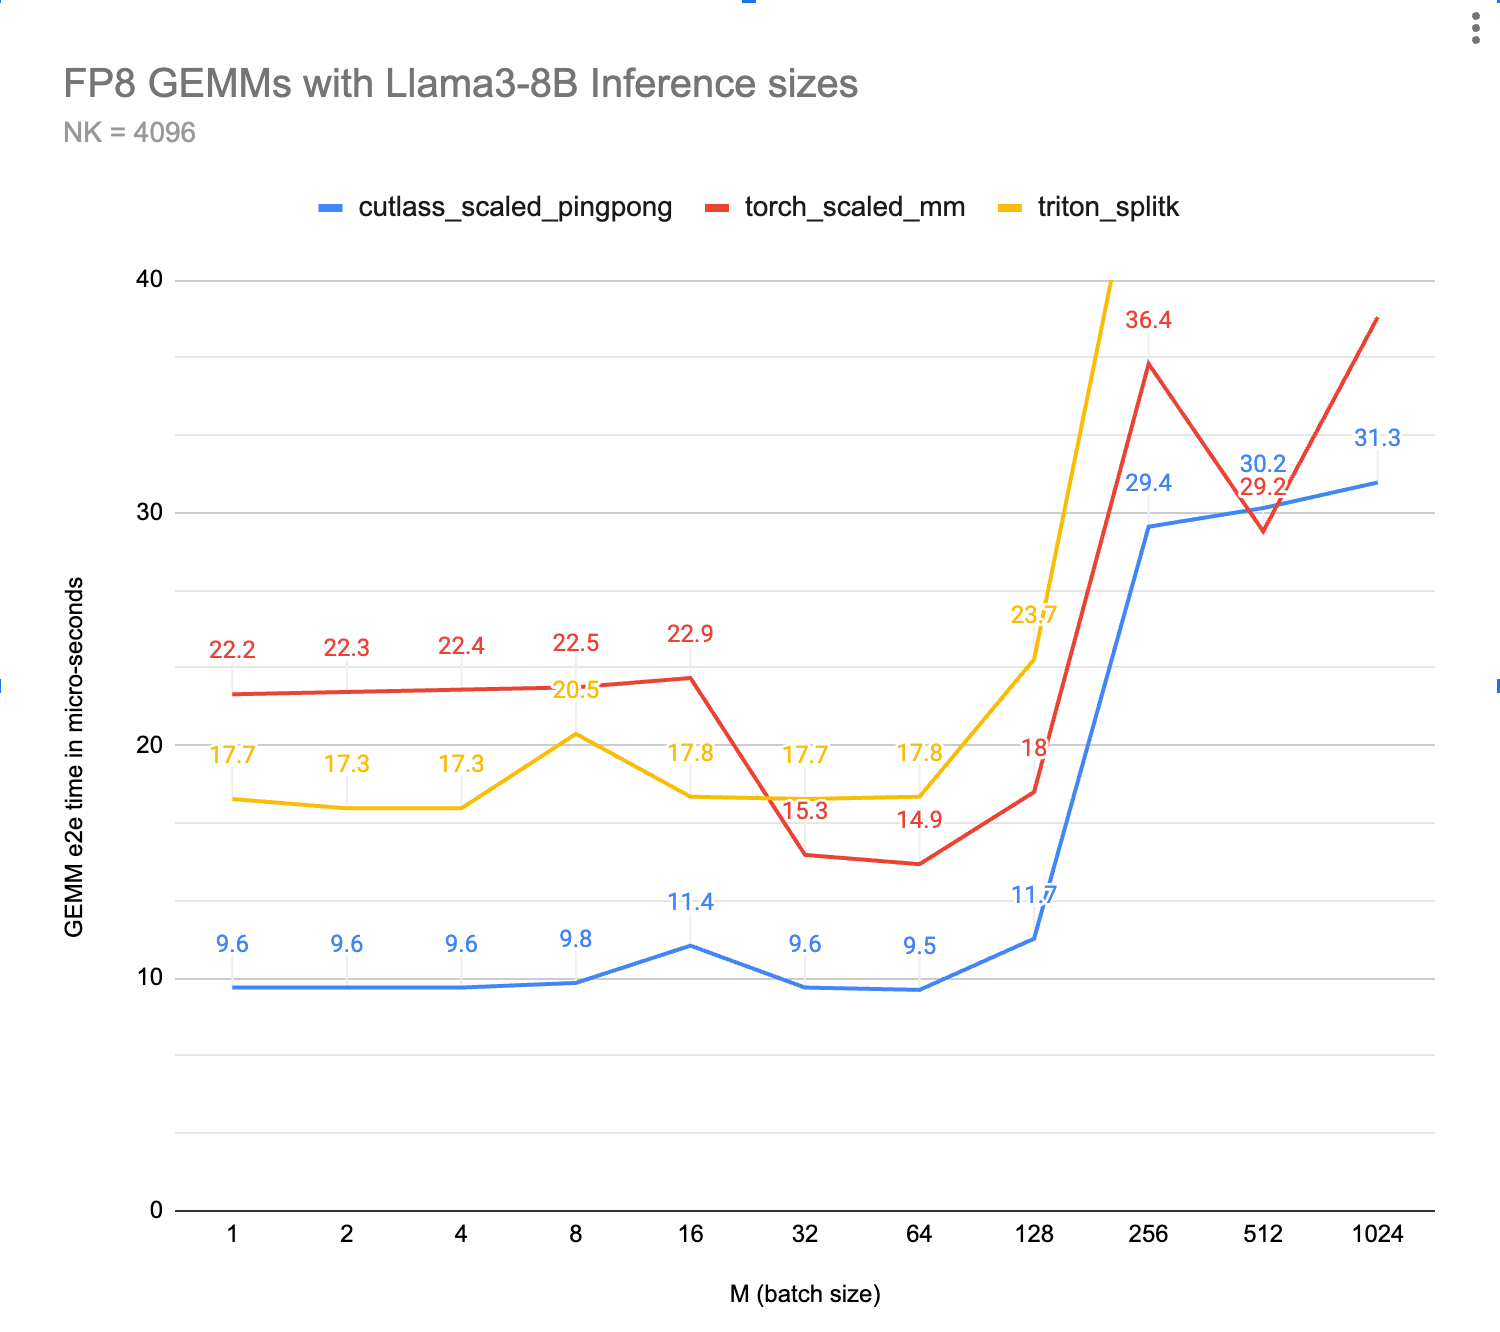 FP8 GEMMs with Llama3-8B Inference sizes
NK = 4096
cutlass_scaled_pingpong torch_scaled_mm triton_splitk
40
30
20
10
0
GEMM e2e time in micro-seconds
36.4
31.3
30.2
29.4
29.2
23.7
22.2 22.3 22.4 22.5 22.9
20.5
17.7 17.3 17.3 17.8 17.7 17.8 18
15.3 14.9
11.4 11.7
9.6 9.6 9.6 9.8 9.6 9.5
1 2 4 8 16 32 64 128 256 512 1024
M (batch size)